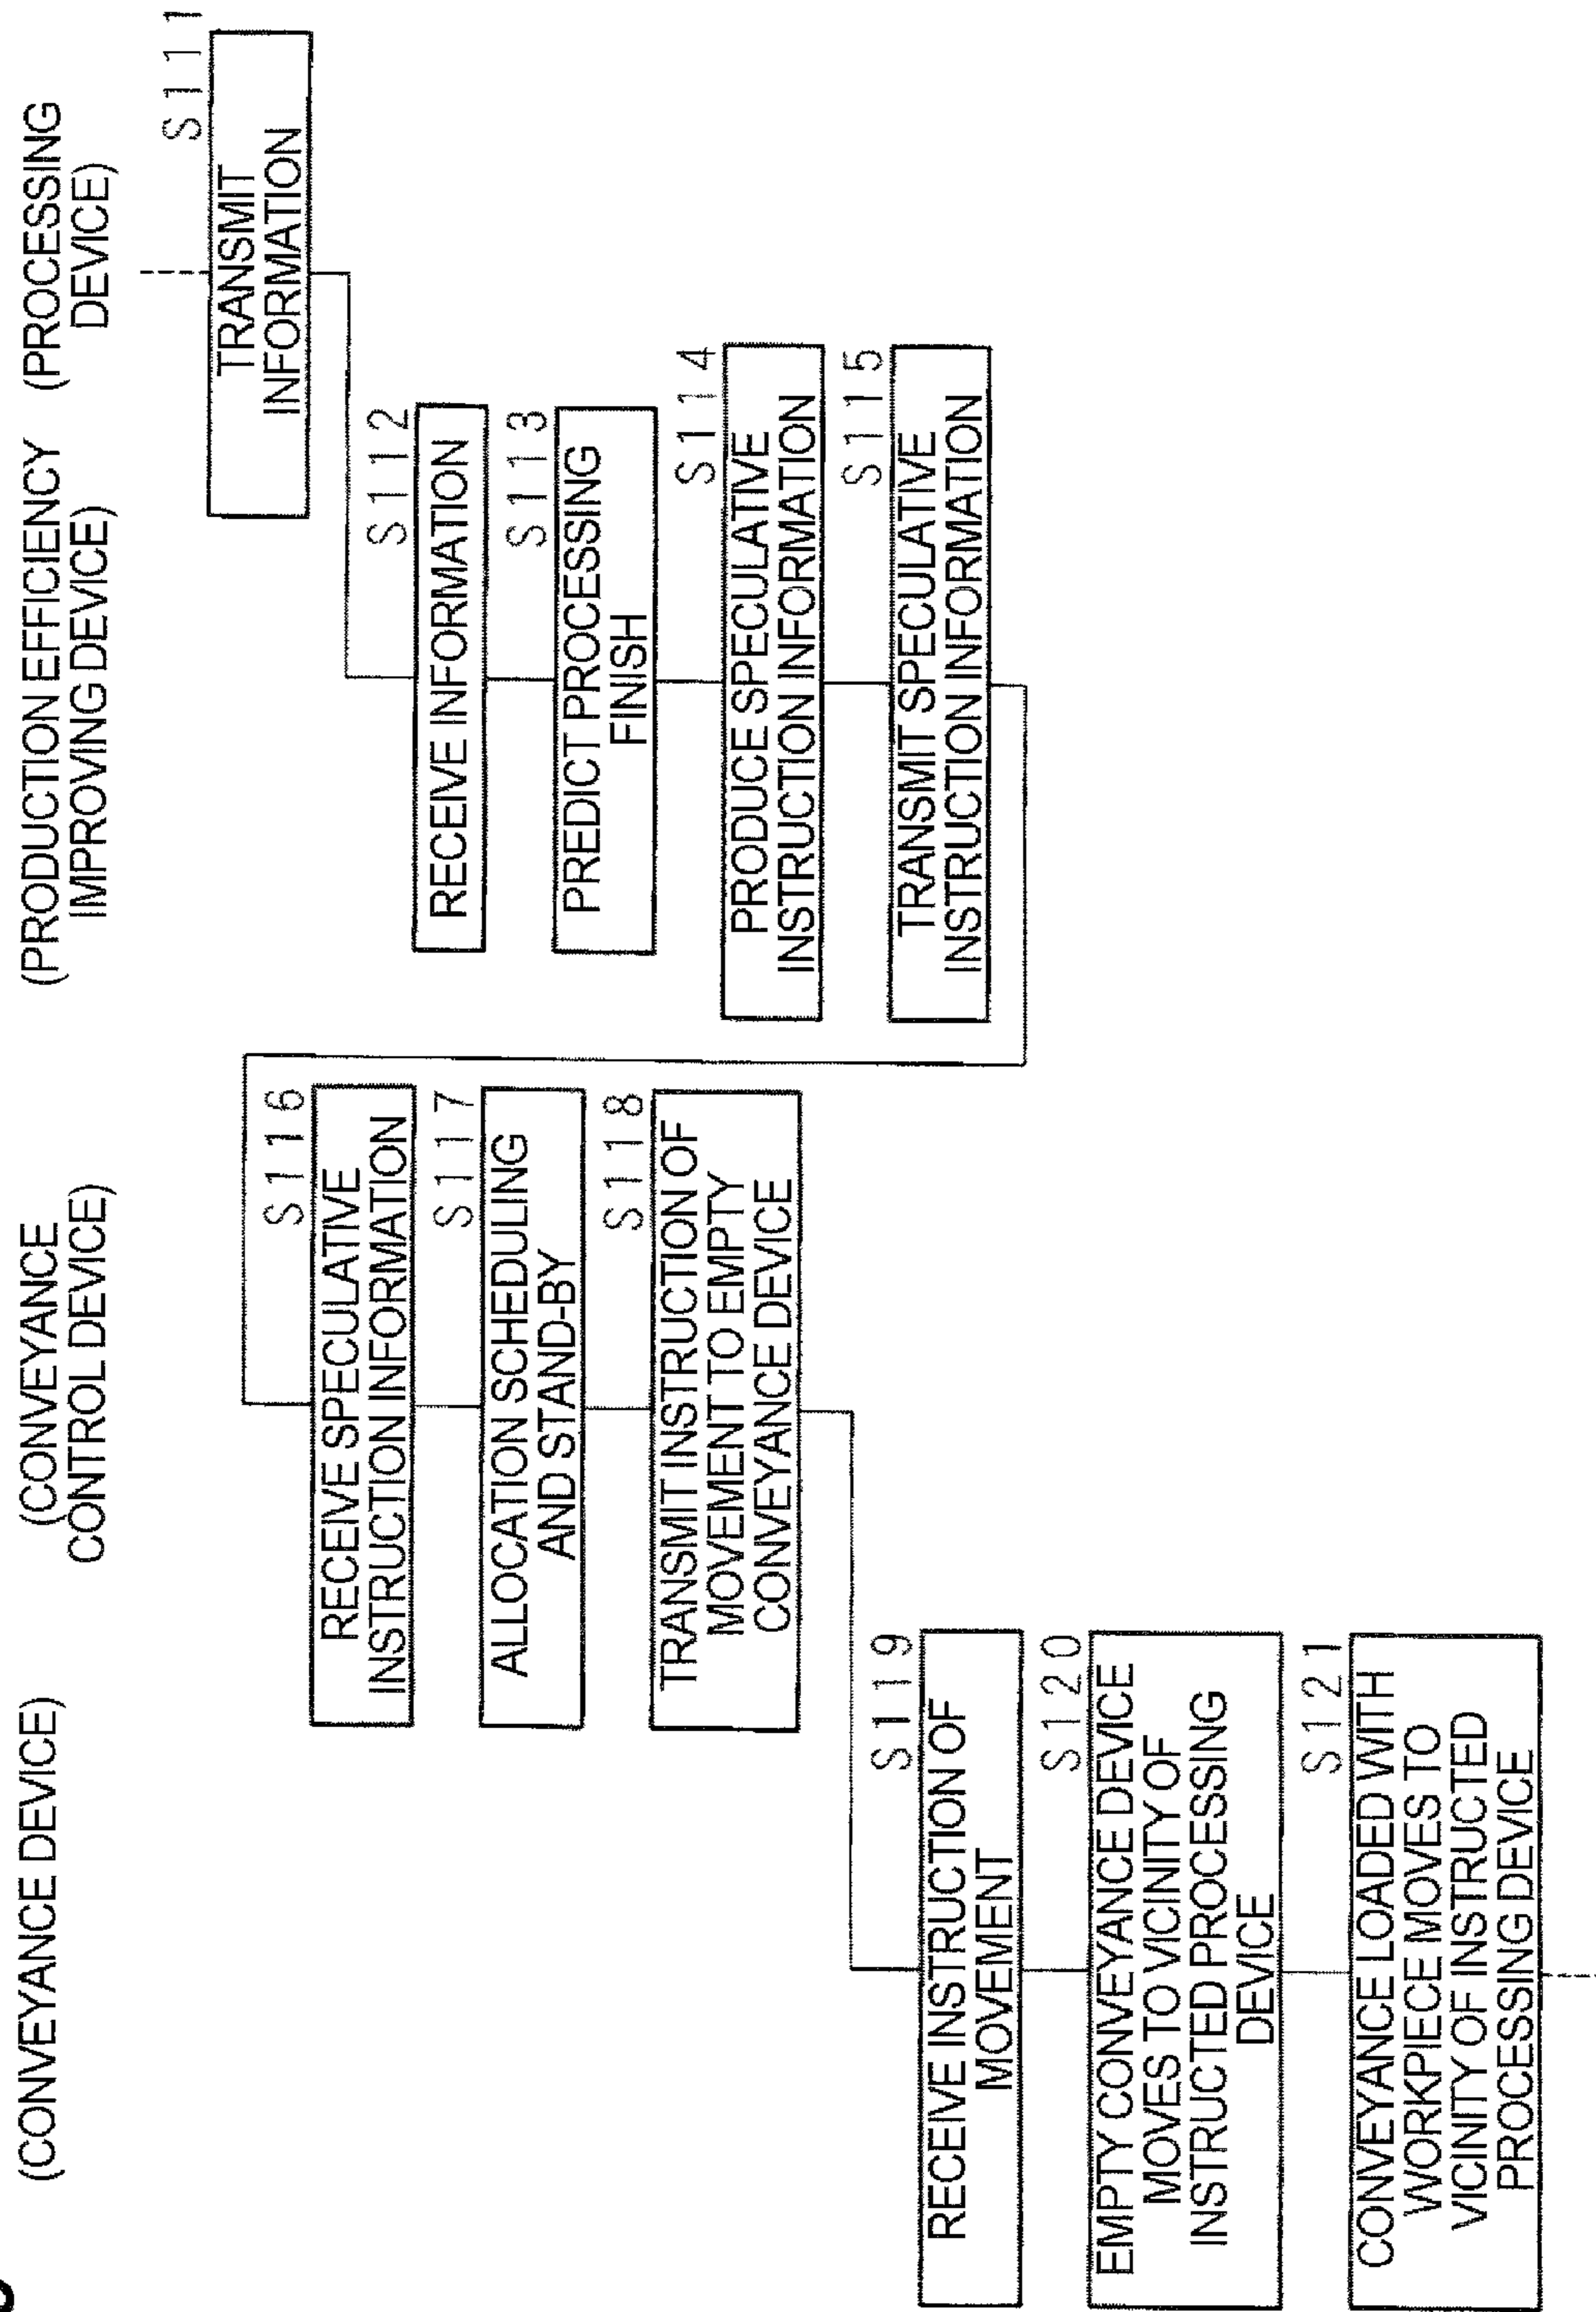 (CONVEYANCE DEVICE)
(CONVEYANCE
CONTROL DEVICE)
(PRODUCTION EFFICIENCY
IMPROVING DEVICE)
(PROCESSING
DEVICE)
S111
TRANSMIT
INFORMATION
S112
RECEIVE INFORMATION
S113
PREDICT PROCESSING
FINISH
S114
PRODUCE SPECULATIVE
INSTRUCTION INFORMATION
S115
TRANSMIT SPECULATIVE
INSTRUCTION INFORMATION
S116
RECEIVE SPECULATIVE
INSTRUCTION INFORMATION
S117
ALLOCATION SCHEDULING
AND STAND-BY
S118
TRANSMIT INSTRUCTION OF
MOVEMENT TO EMPTY
CONVEYANCE DEVICE
S119
RECEIVE INSTRUCTION OF
MOVEMENT
S120
EMPTY CONVEYANCE DEVICE
MOVES TO VICINITY OF
INSTRUCTED PROCESSING
DEVICE
S121
CONVEYANCE LOADED WITH
WORKPIECE MOVES TO
VICINITY OF INSTRUCTED
PROCESSING DEVICE